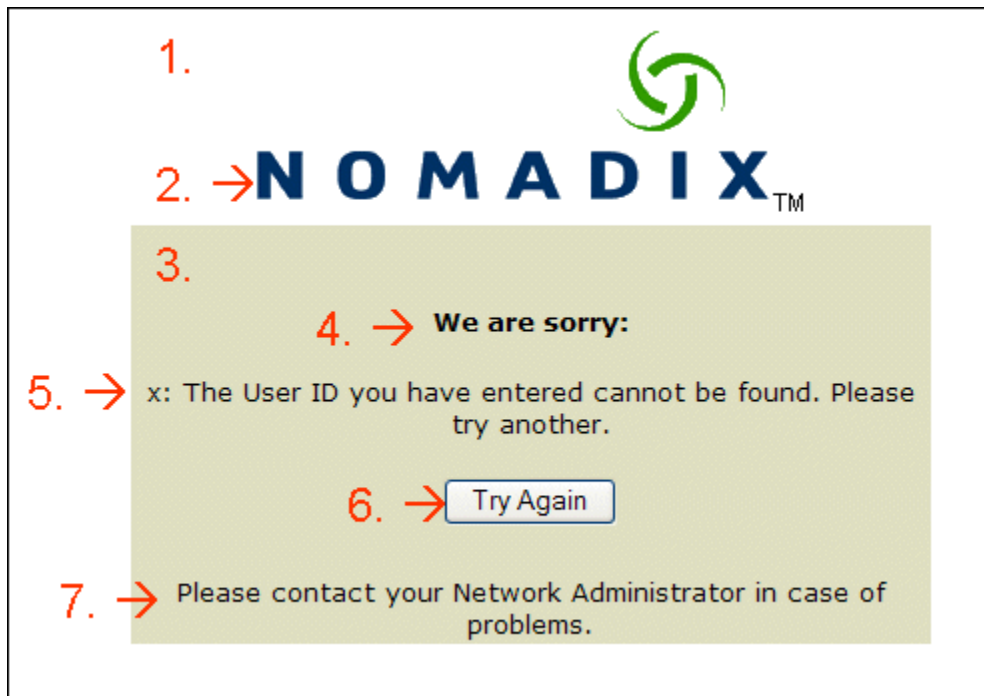 1.
2. → NOMADIX TM
3.
4. → We are sorry:
5. → x: The User ID you have entered cannot be found. Please
try another.
6. → Try Again
7. → Please contact your Network Administrator in case of
problems.